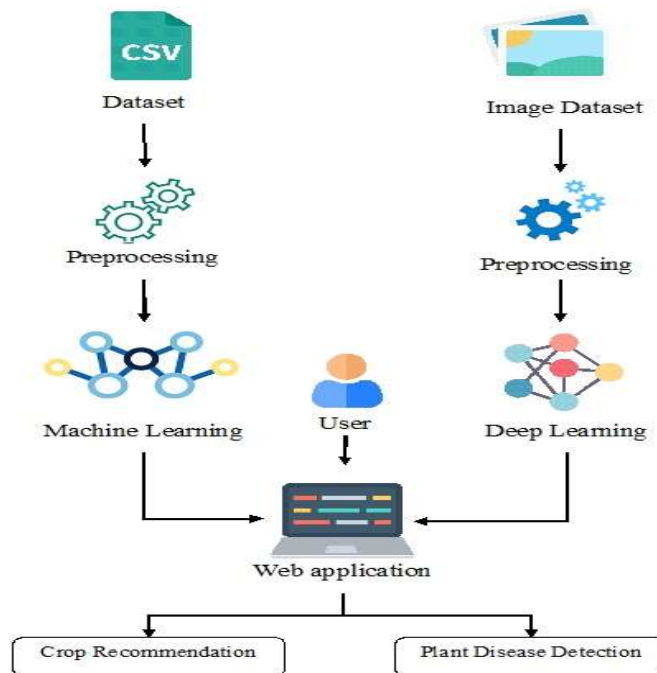 CSV
Dataset
Image Dataset
Preprocessing
Preprocessing
Machine Learning
User
Deep Learning
Web application
Crop Recommendation
Plant Disease Detection